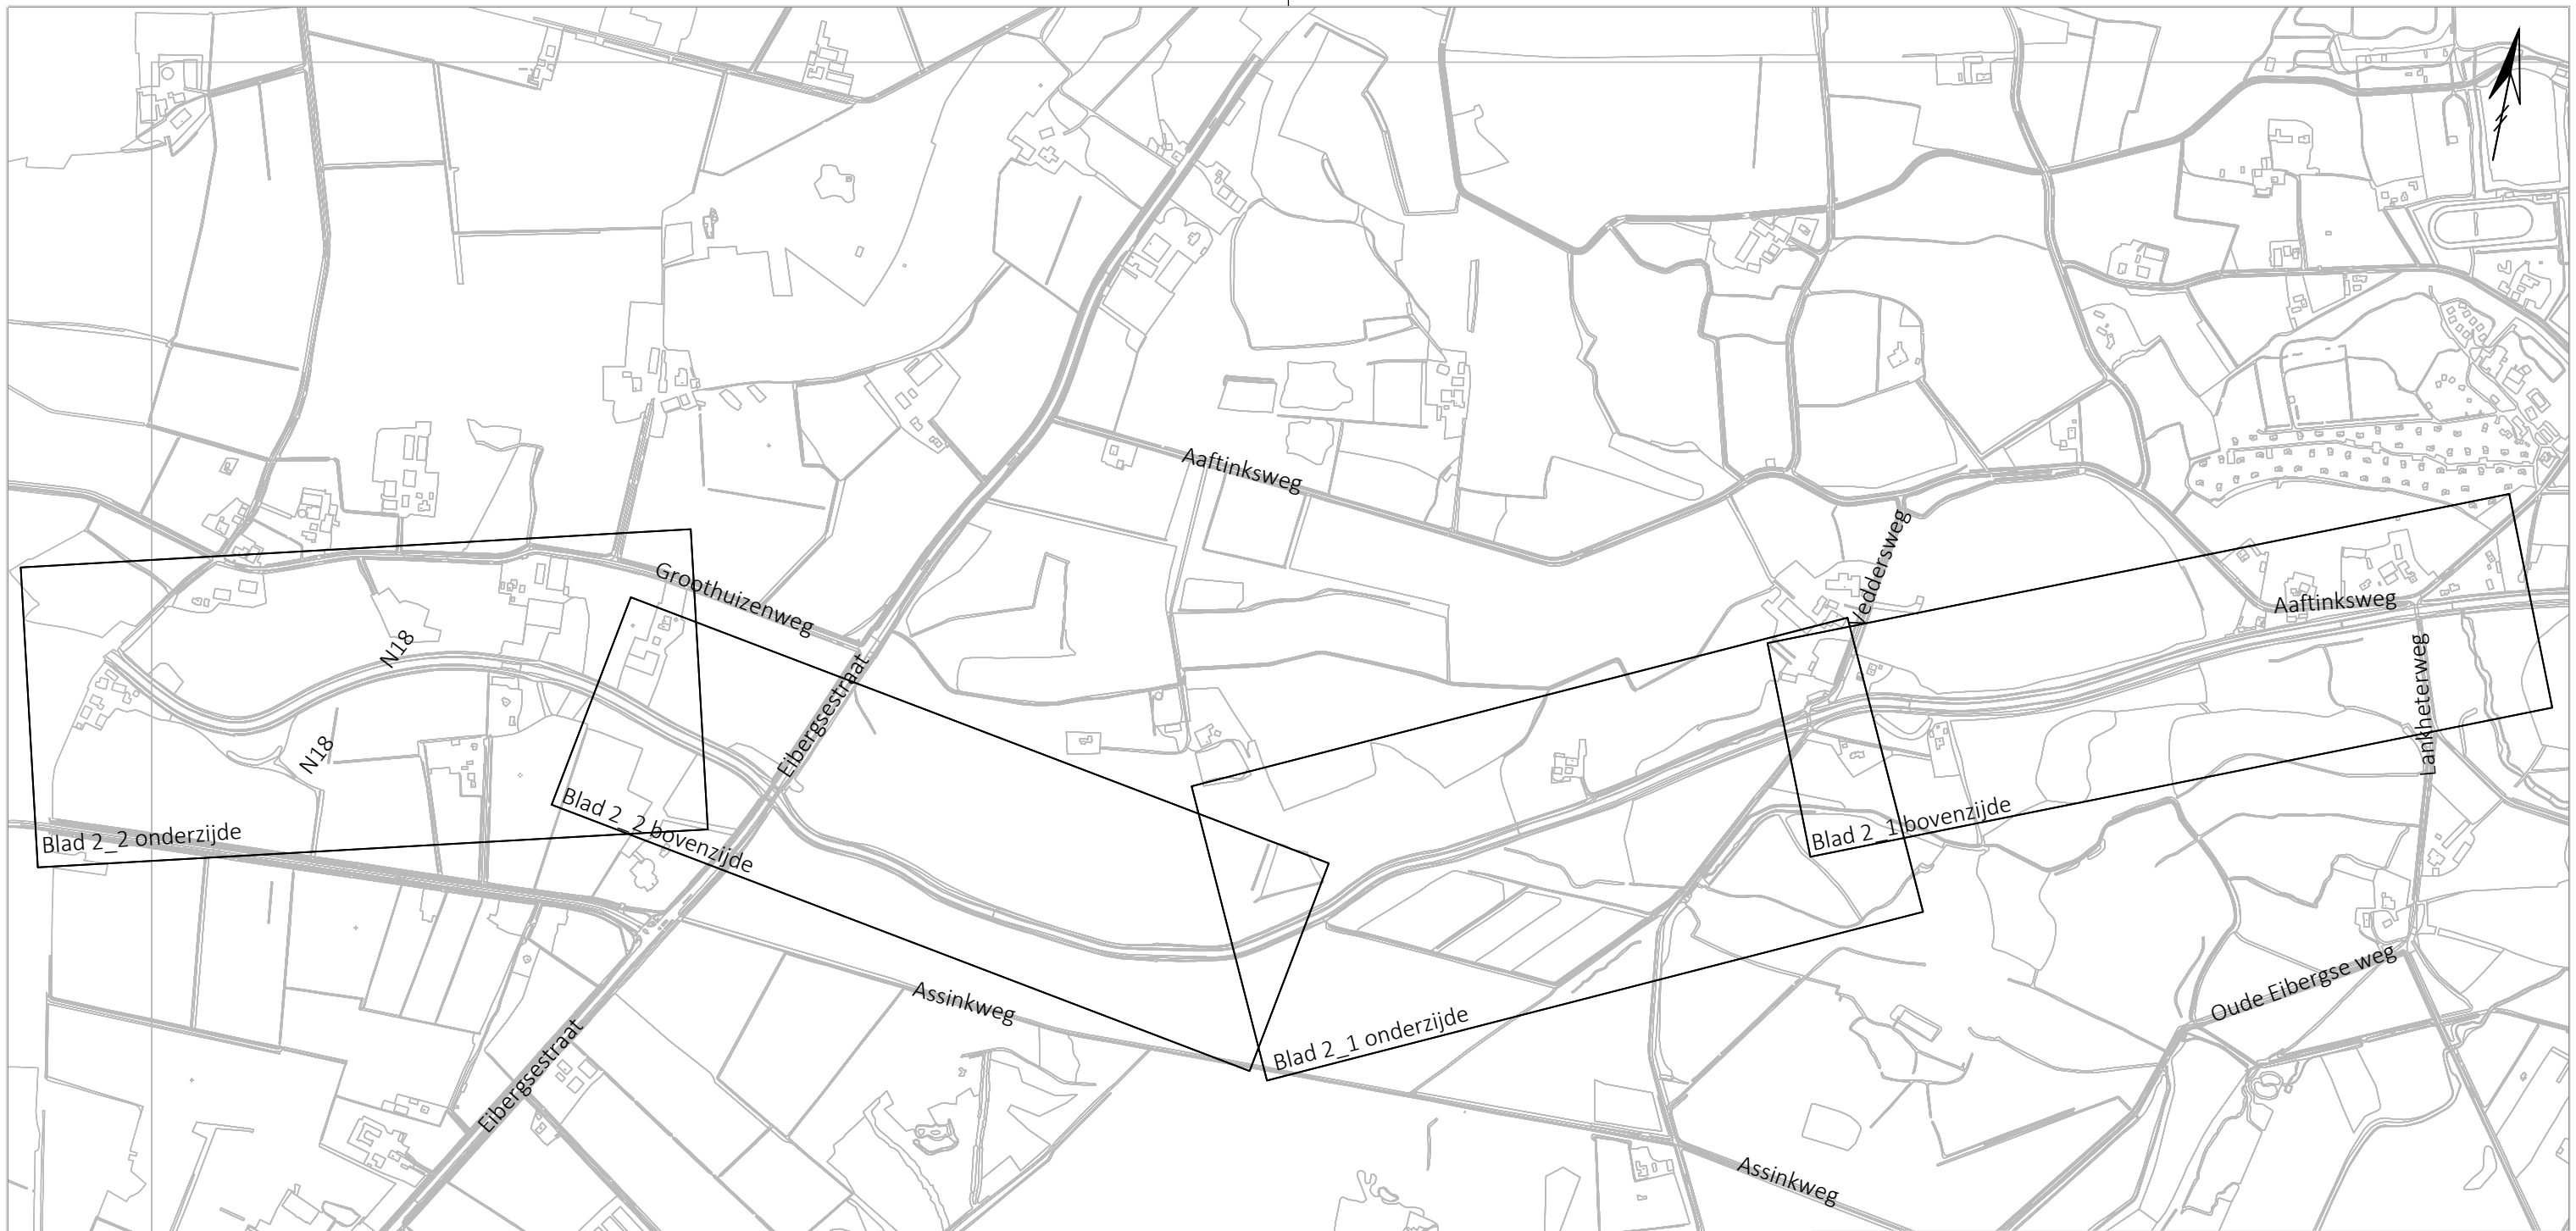 Aaftinksweg
Veddersweg
Groothuizenweg
Aaftinksweg
N18
Eibergsestraat
Lankheterweg
N18
Blad 2_2 onderzijde
Blad 2_2 bovenzijde
Blad 2_1 bovenzijde
Assinkweg
Oude Eibergse weg
Blad 2_1 onderzijde
Eibergsestraat
Assinkweg